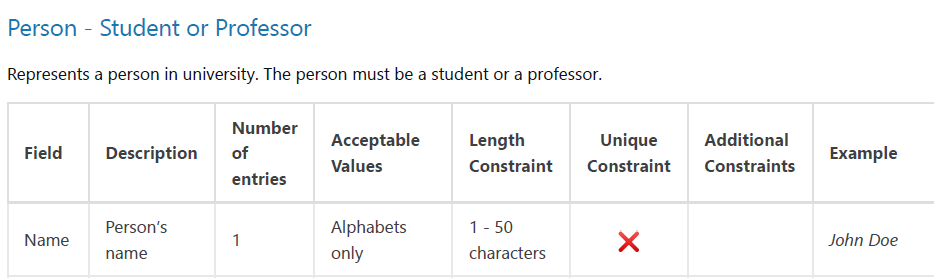 Person - Student or Professor
Represents a person in university. The person must be a student or a professor.
Field
Description
Number
of
entries
Acceptable
Values
Length
Constraint
Unique
Constraint
Additional
Constraints
Example
Name
Person’s
name
1
Alphabets
only
1 - 50
characters
❌
John Doe